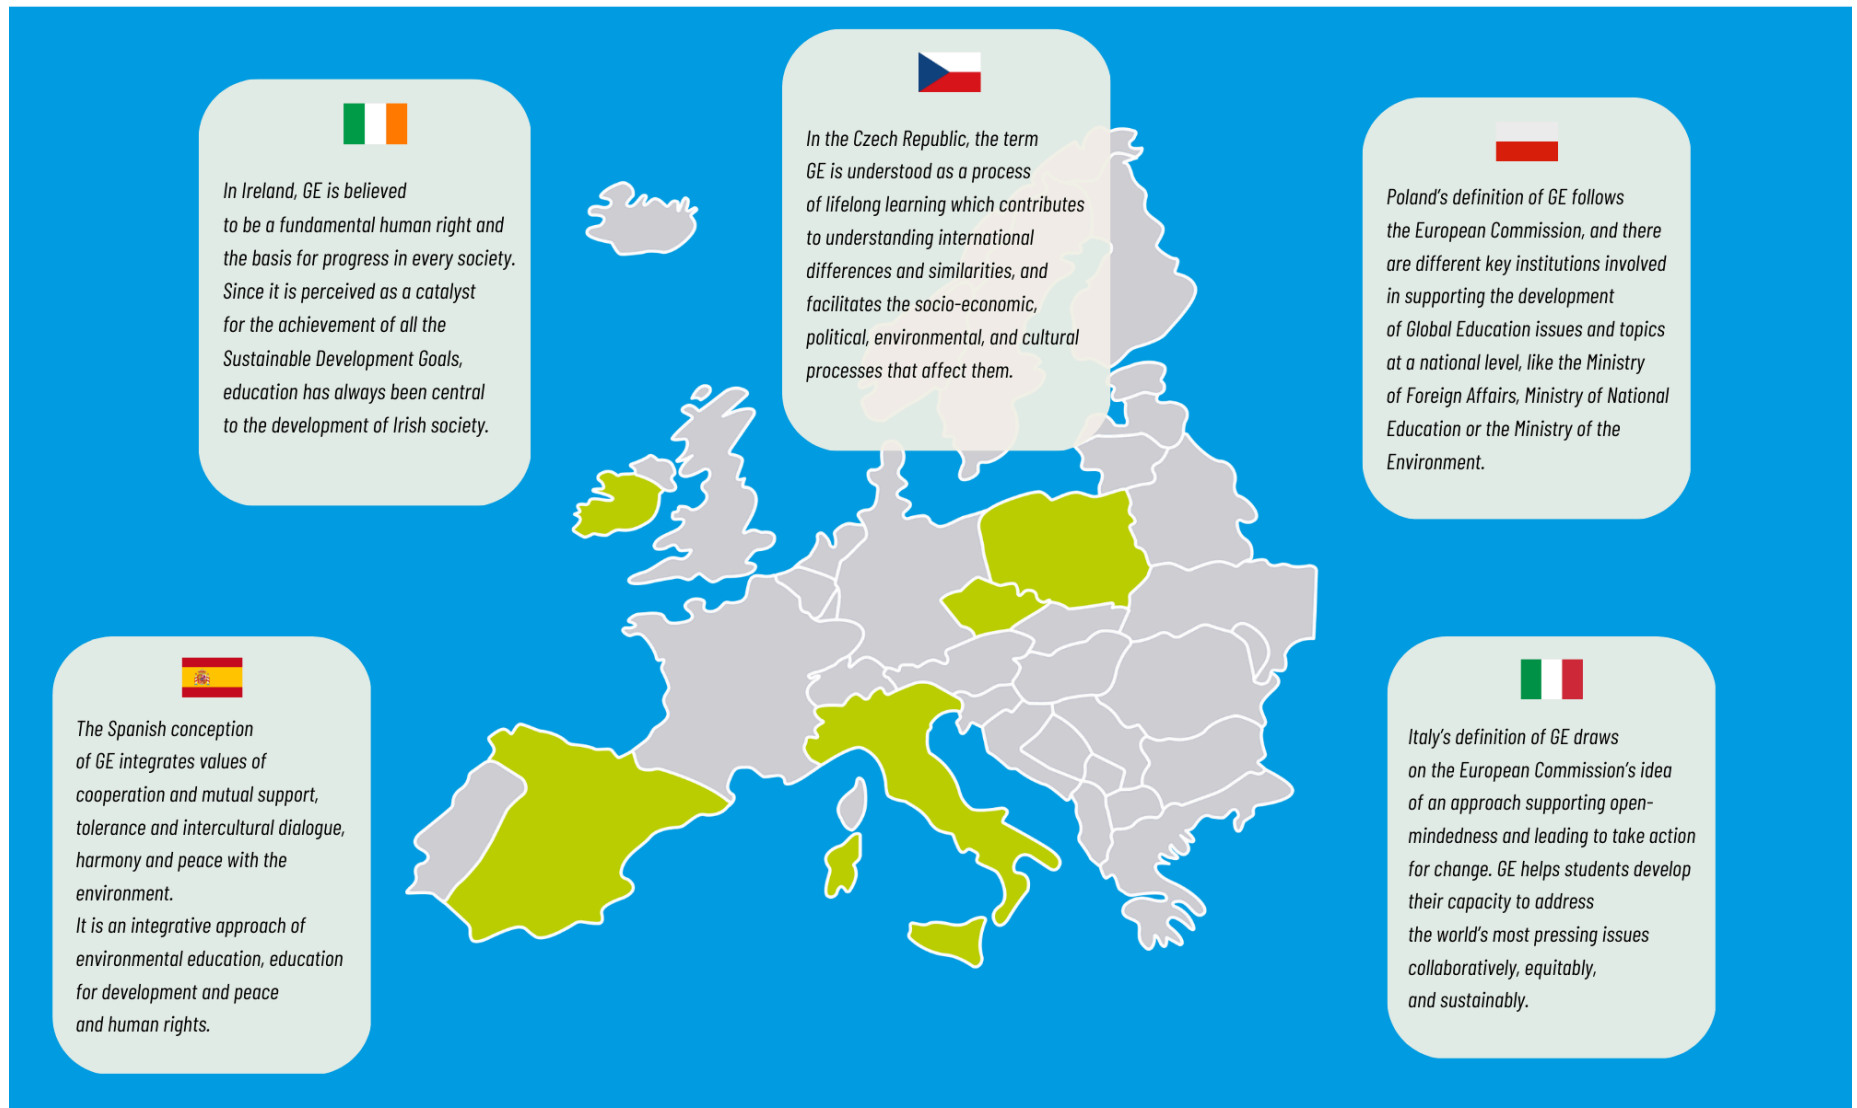 In Ireland, GE is believed
to be a fundamental human right and
the basis for progress in every society.
Since it is perceived as a catalyst
for the achievement of all the
Sustainable Development Goals,
education has always been central
to the development of Irish society.
In the Czech Republic, the term
GE is understood as a process
of lifelong learning which contributes
to understanding international
differences and similarities, and
facilitates the socio-economic,
political, environmental, and cultural
processes that affect them.
Poland’s definition of GE follows
the European Commission, and there
are different key institutions involved
in supporting the development
of Global Education issues and topics
at a national level, like the Ministry
of Foreign Affairs, Ministry of National
Education or the Ministry of the
Environment.
The Spanish conception
of GE integrates values of
cooperation and mutual support,
tolerance and intercultural dialogue,
harmony and peace with the
environment.
It is an integrative approach of
environmental education, education
for development and peace
and human rights.
Italy’s definition of GE draws
on the European Commission’s idea
of an approach supporting open-
mindedness and leading to take action
for change. GE helps students develop
their capacity to address
the world’s most pressing issues
collaboratively, equitably,
and sustainably.